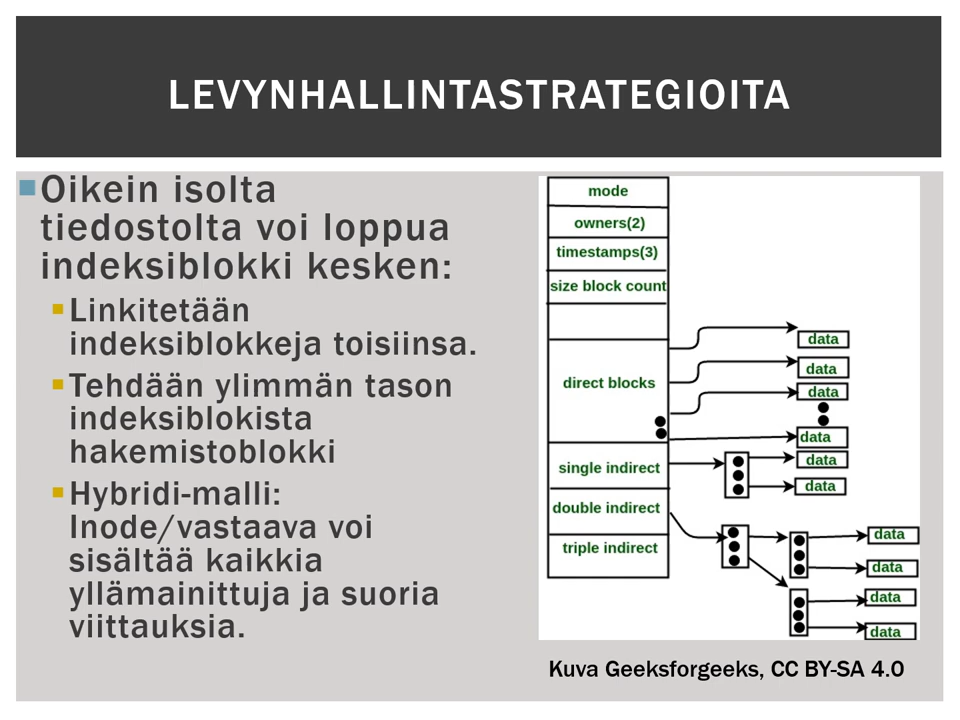 LEVYNHALLINTASTRATEGIOITA
Oikein isolta
tiedostolta voi loppua
indeksiblokki kesken:
Linkitetään
indeksiblokkeja toisiinsa.
Tehdään ylimmän tason
indeksiblokista
hakemistoblokki
Hybridi-malli:
Inode/vastaava voi
sisältää kaikkia
yllämainittuja ja suoria
viittauksia.
mode
owners(2)
timestamps(3)
size block count
direct blocks
single indirect
double indirect
triple indirect
data
data
data
data
data
data
data
data
data
data
Kuva Geeksforgeeks, CC BY-SA 4.0